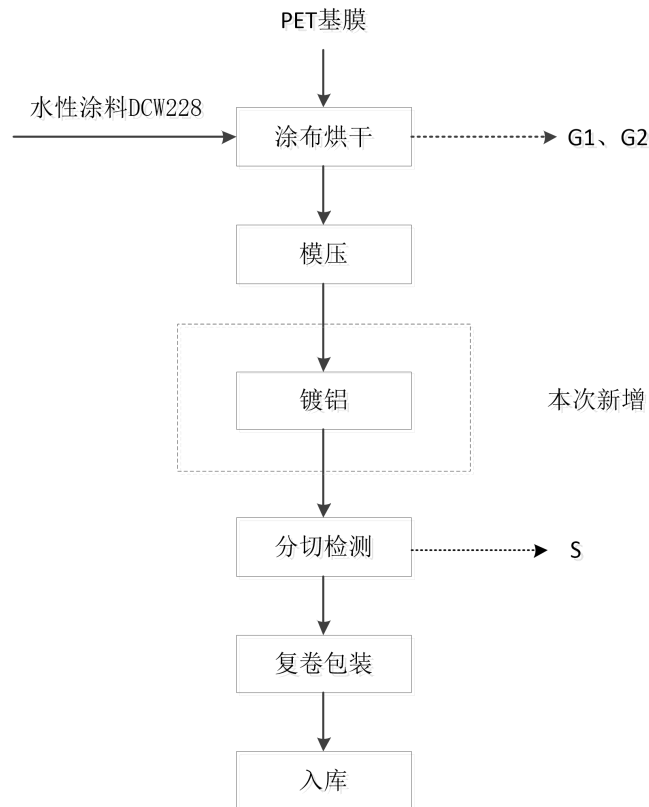 PET基膜
水性涂料DCW228
涂布烘干
G1、G2
模压
镀铝
本次新增
分切检测
S
复卷包装
入库